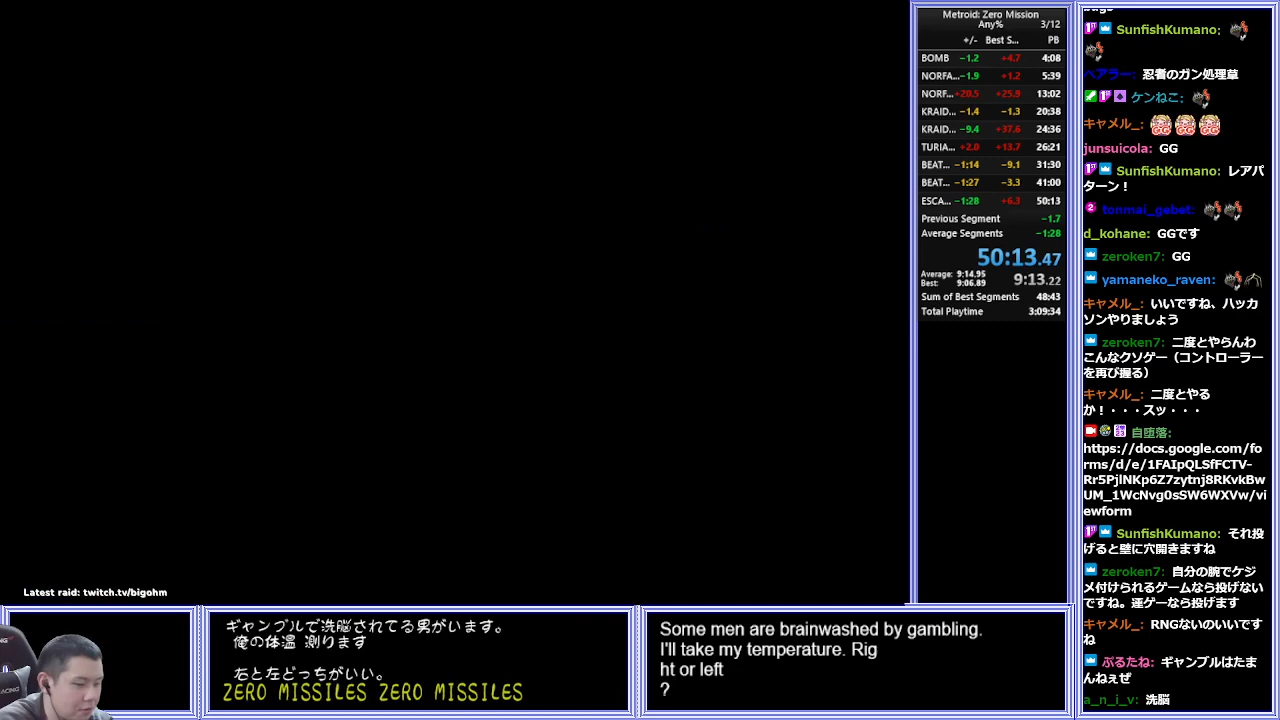 Metroid: Zero Mission
Any% 3/12
+/- Best S... PB
BOMB −1.2 +4.7 4:08
NORFA... −1.9 +1.2 5:39
NORF... +20.5 +25.9 13:02
KRAID... −1.4 −1.3 20:38
KRAID... −9.4 +37.6 24:36
TURIA... +2.0 +13.7 26:21
BEAT... −1:14 −9.1 31:30
BEAT... −1:27 −3.3 41:00
ESCA... −1:28 +6.3 50:13
Previous Segment −1.7
Average Segments −1:28
50:13.47
Average: 9:14.95
Best: 9:06.89
9:13.22
Sum of Best Segments 48:43
Total Playtime 3:09:34
SunfishKumano:
ヘアラー: 忍者のガン処理草
ケンねこ:
キャメル_: GG GG GG
junsuicola: GG
SunfishKumano: レアパ
ターン！
tonmai_gebet:
d_kohane: GGです
zeroken7: GG
yamaneko_raven:
キャメル_: いいですね、ハッカ
ソンやりましょう
zeroken7: 二度とやらんわ
こんなクソゲー（コントローラー
を再び握る）
キャメル_: 二度とやる
か！・・・スッ・・・
自堕落:
https://docs.google.com/fo
rms/d/e/1FAIpQLSfFCTV-
Rr5PjlNKp6Z7zytnj8RKvkBw
UM_1WcNvg0sSW6WXVw/vi
ewform
SunfishKumano: それ投
げると壁に穴開きますね
zeroken7: 自分の腕でケジ
メ付けられるゲームなら投げない
ですね。運ゲーなら投げます
キャメル_: RNGないのいいです
ね
ぷるたね: ギャンブルはたま
んねぇぜ
a_n_i_v: 洗脳
Latest raid: twitch.tv/bigohm
ギャンブルで洗脳されてる男がいます。
俺の体温 測ります
右と左どっちがいい。
ZERO MISSILES ZERO MISSILES
Some men are brainwashed by gambling.
I'll take my temperature. Rig
ht or left
?